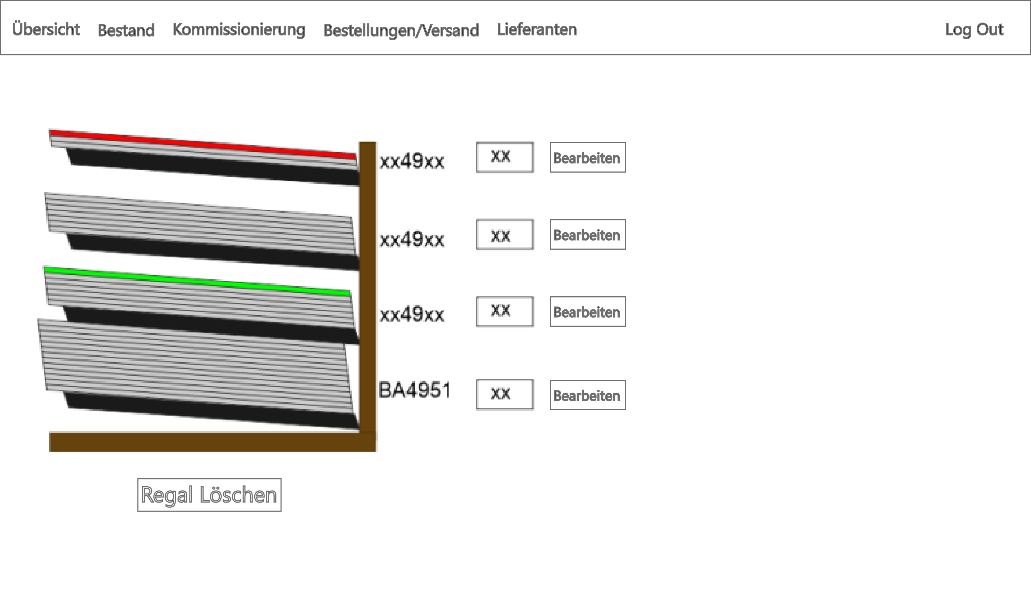 Übersicht Bestand Kommissionierung Bestellungen/Versand Lieferanten Log Out
xx49xx xx Bearbeiten
xx49xx xx Bearbeiten
xx49xx xx Bearbeiten
BA4951 xx Bearbeiten
Regal Löschen